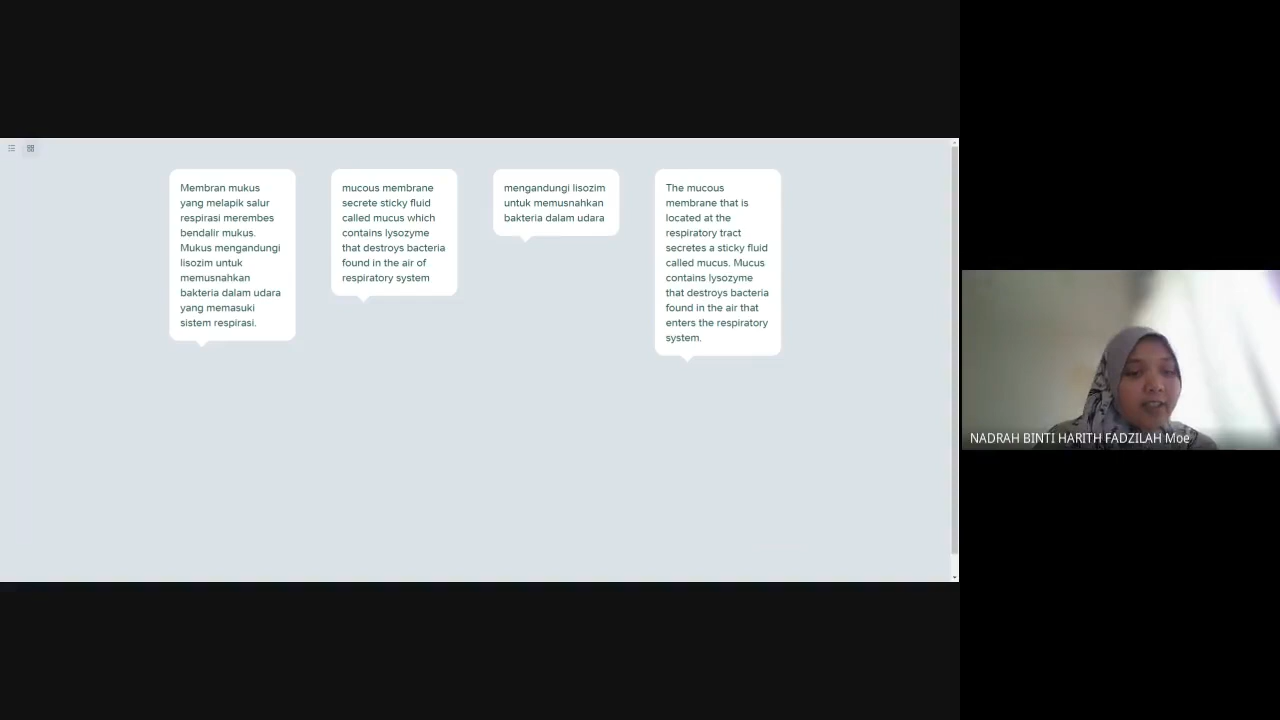 Membran mukus
yang melapik salur
respirasi merembes
bendalir mukus.
Mukus mengandungi
lisozim untuk
memusnahkan
bakteria dalam udara
yang memasuki
sistem respirasi.
mucous membrane
secrete sticky fluid
called mucus which
contains lysozyme
that destroys bacteria
found in the air of
respiratory system
mengandungi lisozim
untuk memusnahkan
bakteria dalam udara
The mucous
membrane that is
located at the
respiratory tract
secretes a sticky fluid
called mucus. Mucus
contains lysozyme
that destroys bacteria
found in the air that
enters the respiratory
system.
NADRAH BINTI HARITH FADZILAH Moe